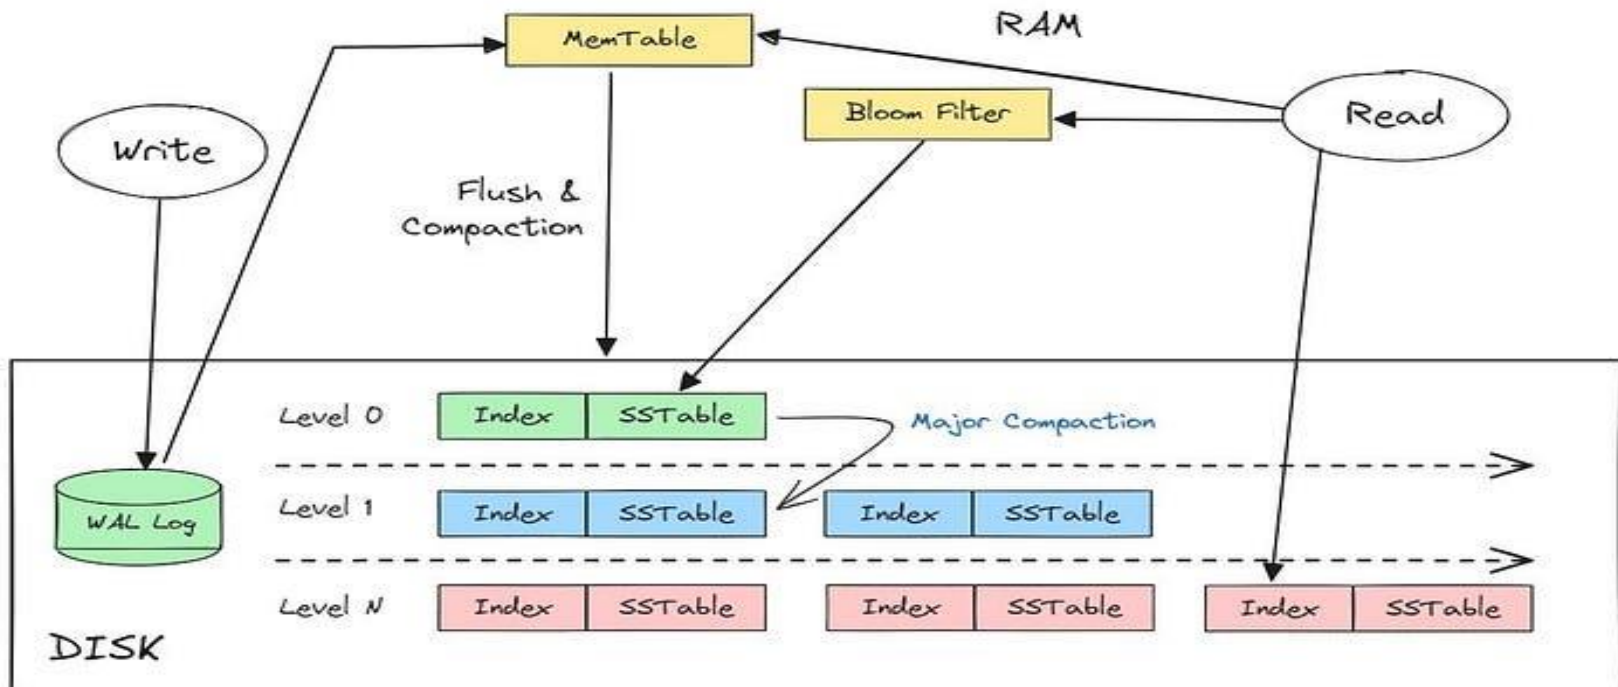 RAM
MemTable
Bloom Filter
Read
Write
Flush &
Compaction
Level 0
Index
SSTable
Major Compaction
WAL Log
Level 1
Index
SSTable
Index
SSTable
Level N
Index
SSTable
Index
SSTable
Index
SSTable
DISK